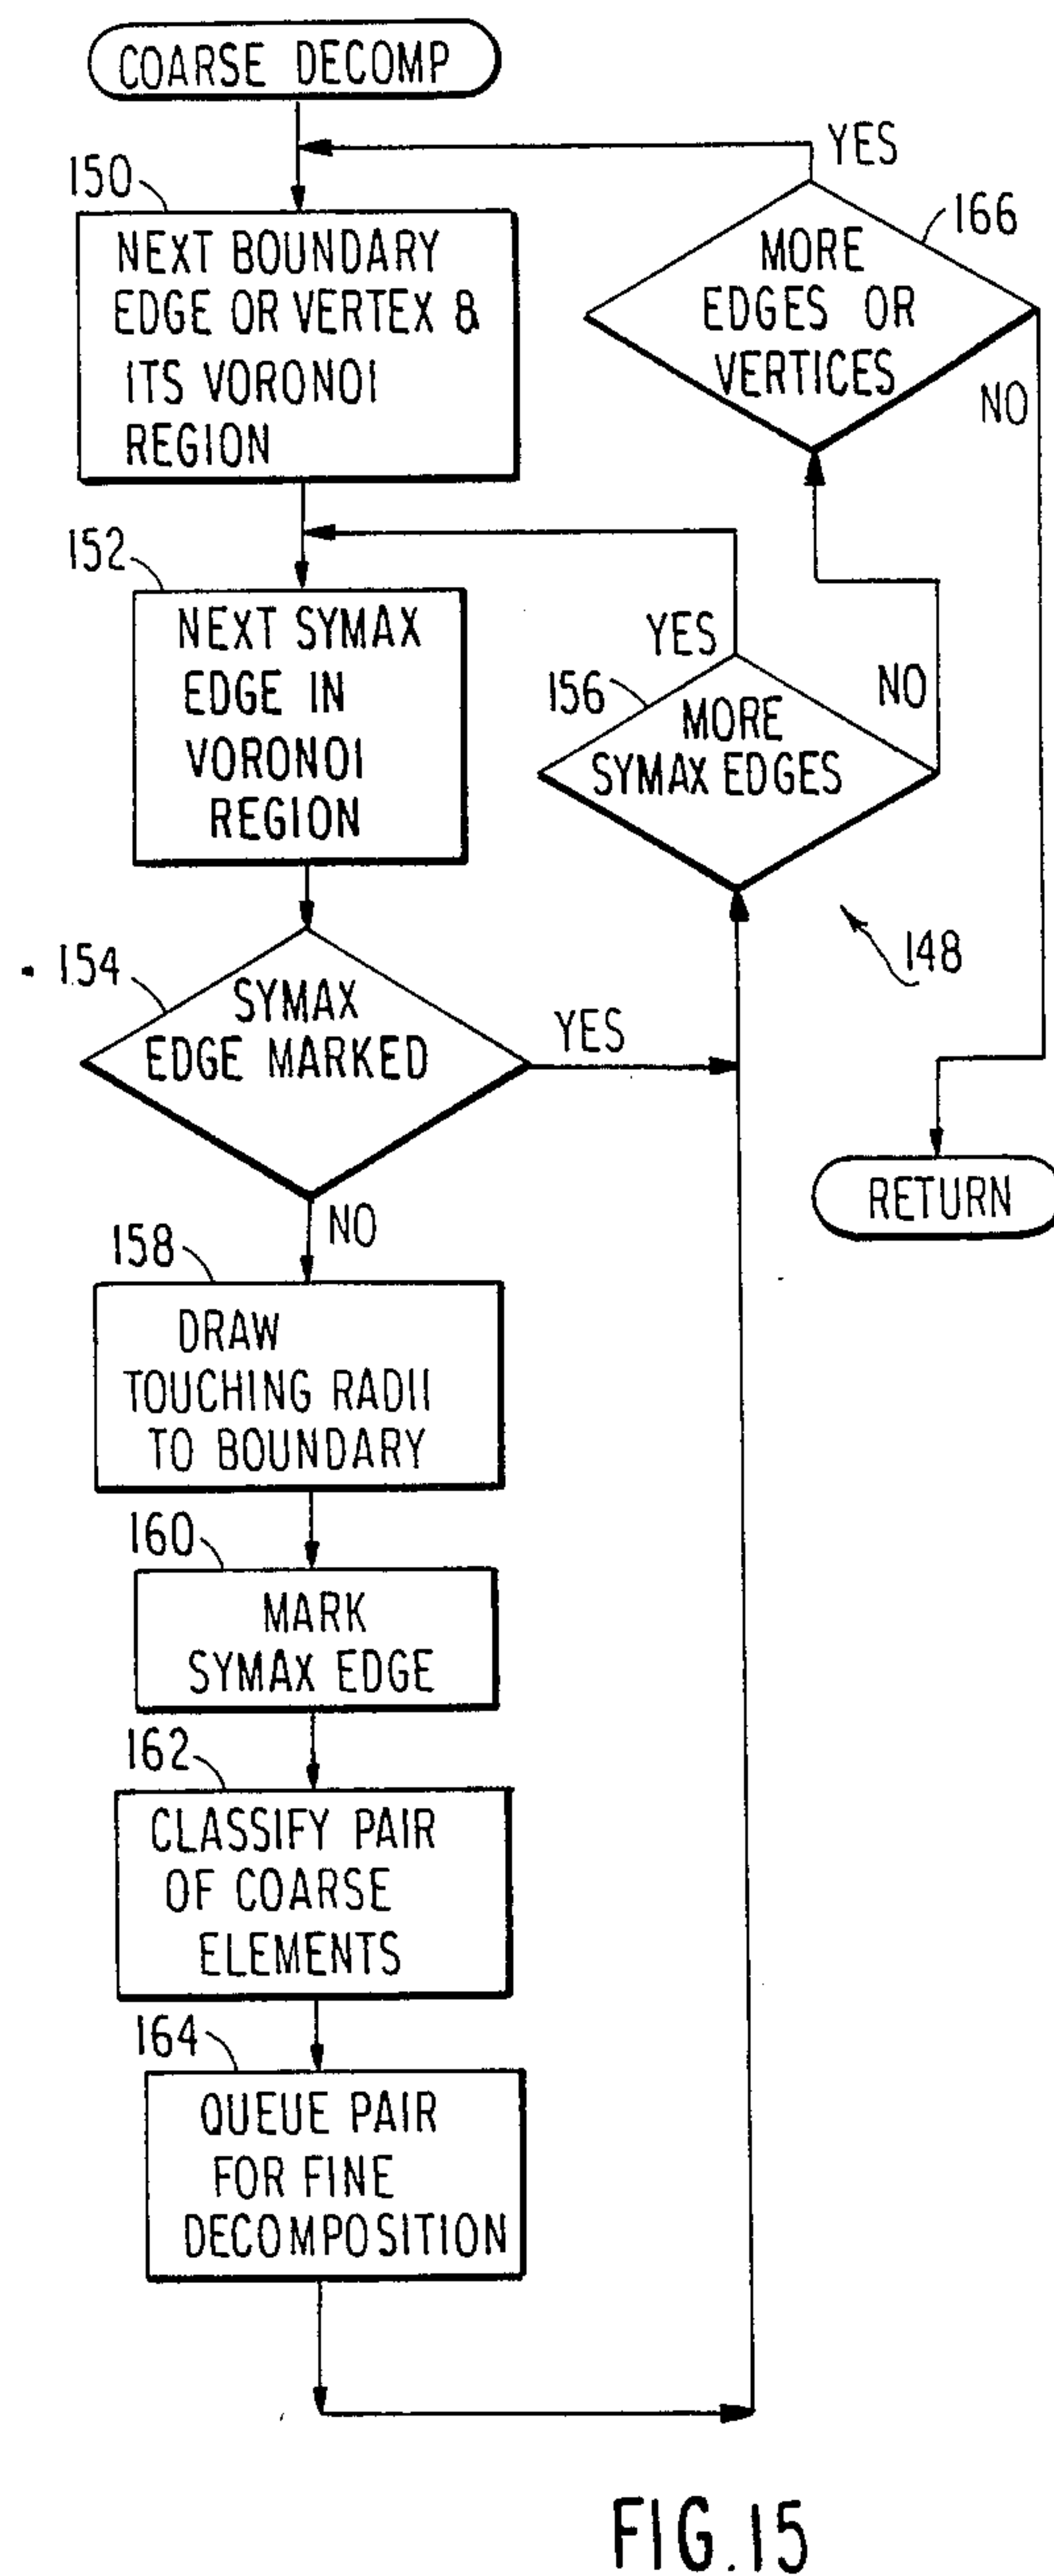 COARSE DECOMP
150
NEXT BOUNDARY
EDGE OR VERTEX &
ITS VORONOI
REGION
152
NEXT SYMAX
EDGE IN
VORONOI
REGION
154
SYMAX
EDGE MARKED
YES
NO
158
DRAW
TOUCHING RADII
TO BOUNDARY
160
MARK
SYMAX EDGE
162
CLASSIFY PAIR
OF COARSE
ELEMENTS
164
QUEUE PAIR
FOR FINE
DECOMPOSITION
156
MORE
SYMAX EDGES
YES
NO
148
166
MORE
EDGES OR
VERTICES
YES
NO
RETURN
FIG.15